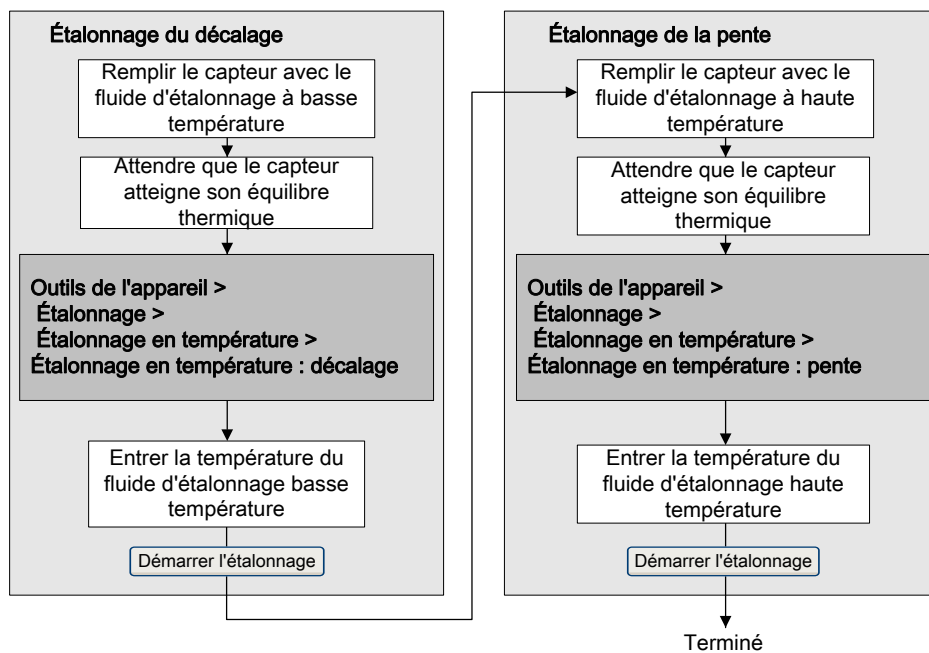 Étalonnage du décalage
Remplir le capteur avec le
fluide d'étalonnage à basse
température
Attendre que le capteur
atteigne son équilibre
thermique
Outils de l'appareil >
Étalonnage >
Étalonnage en température >
Étalonnage en température : décalage
Entrer la température du
fluide d'étalonnage basse
température
Démarrer l'étalonnage
Étalonnage de la pente
Remplir le capteur avec le
fluide d'étalonnage à haute
température
Attendre que le capteur
atteigne son équilibre
thermique
Outils de l'appareil >
Étalonnage >
Étalonnage en température >
Étalonnage en température : pente
Entrer la température du
fluide d'étalonnage haute
température
Démarrer l'étalonnage
Terminé